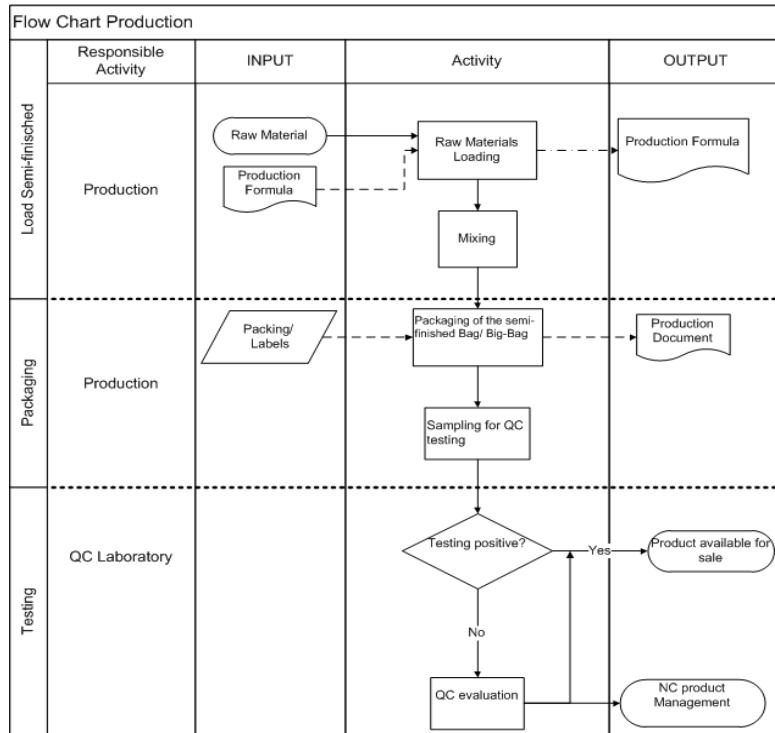 Flow Chart Production
Responsible
Activity
INPUT
Activity
OUTPUT
Load Semi-finisched
Production
Raw Material
Production
Formula
Raw Materials
Loading
Production Formula
Mixing
Packaging
Production
Packing/
Labels
Packaging of the semi-
finished Bag/ Big-Bag
Production
Document
Sampling for QC
testing
Testing
QC Laboratory
Testing positive?
Yes
Product available for
sale
No
QC evaluation
NC product
Management